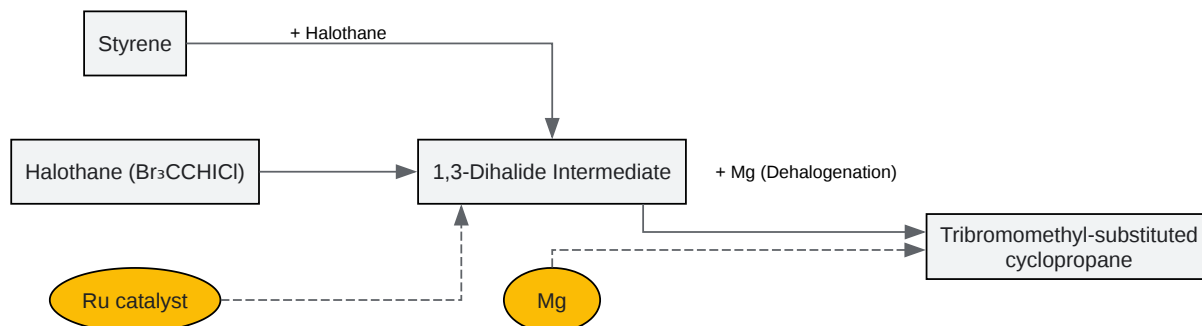 Styrene
+ Halothane
Halothane (Br₃CCHICl)
1,3-Dihalide Intermediate
+ Mg (Dehalogenation)
Tribromomethyl-substituted
cyclopropane
Ru catalyst
Mg